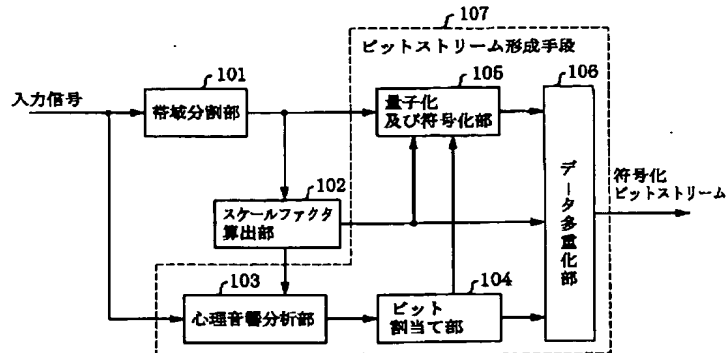 107
ビットストリーム形成手段
101
105
106
入力信号
帯域分割部
量子化
及び符号化部
データ多重化部
符号化
ビットストリーム
102
スケールファクタ
算出部
103
104
心理音響分析部
ビット
割当て部